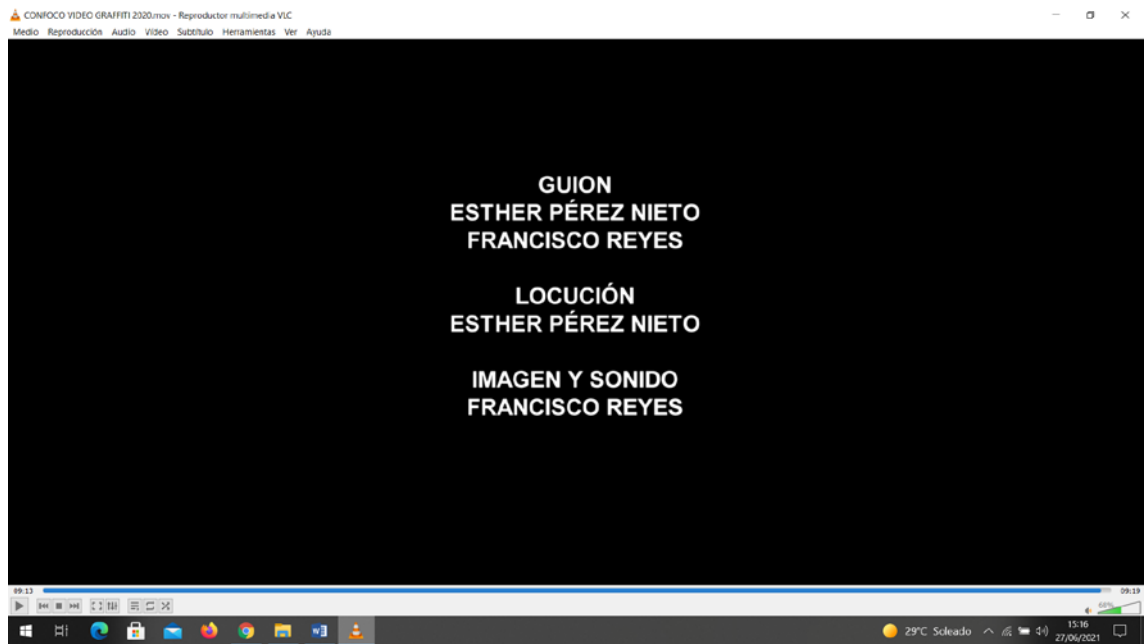 CONFOCO VIDEO GRAFFITI 2020.mov - Reproductor multimedia VLC
Medio Reproducción Audio Vídeo Subtítulo Herramientas Ver Ayuda
GUION
ESTHER PÉREZ NIETO
FRANCISCO REYES
LOCUCIÓN
ESTHER PÉREZ NIETO
IMAGEN Y SONIDO
FRANCISCO REYES
09:13
09:19
68%
29°C Soleado
15:16
27/06/2021